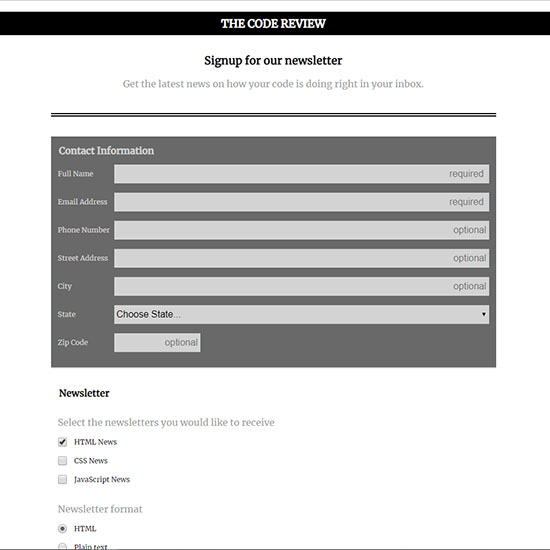 THE CODE REVIEW
Signup for our newsletter
Get the latest news on how your code is doing right in your inbox.
Contact Information
Full Name required
Email Address required
Phone Number optional
Street Address optional
City optional
State Choose State...
Zip Code optional
Newsletter
Select the newsletters you would like to receive
HTML News
CSS News
JavaScript News
Newsletter format
HTML
Plain text